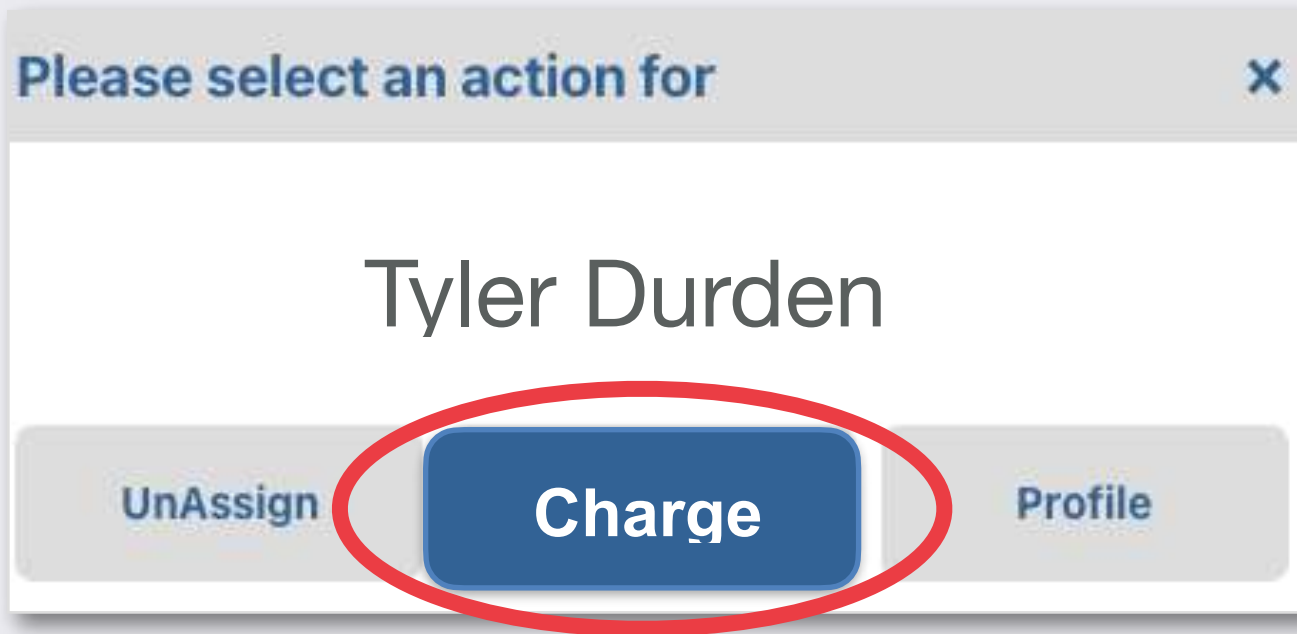 Please select an action for ×
Tyler Durden
UnAssign Charge Profile